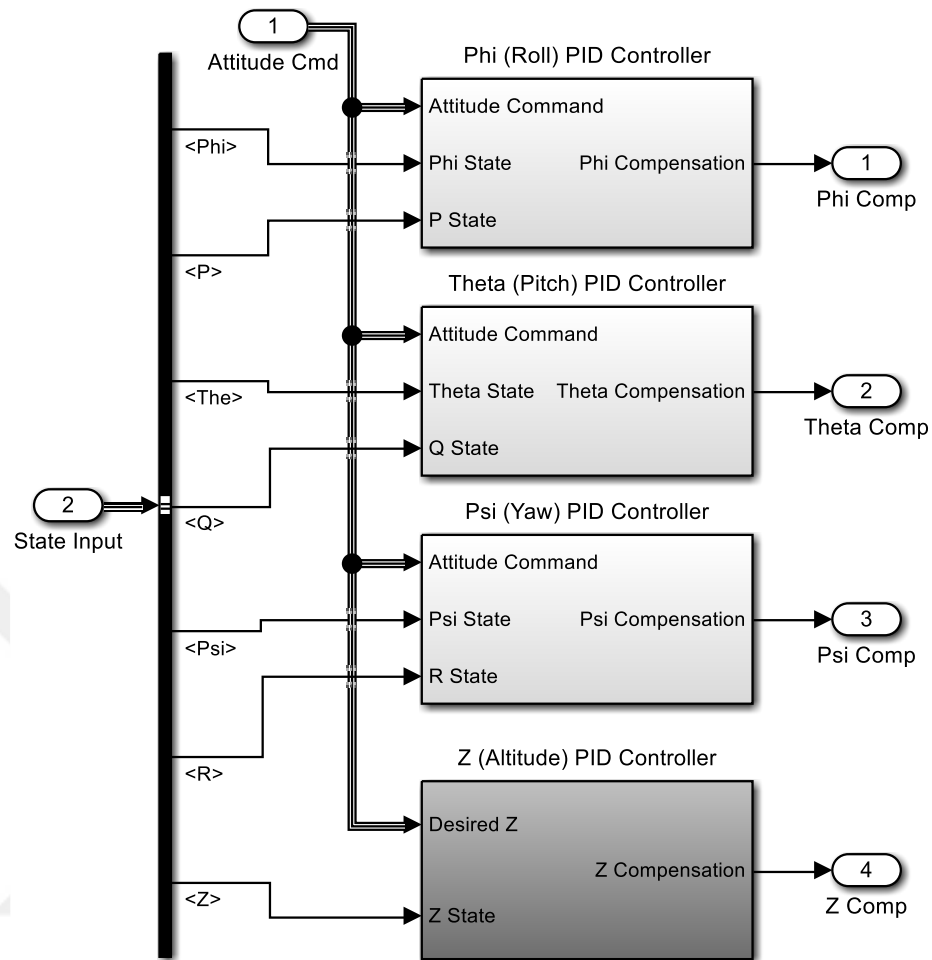 1
Attitude Cmd
Phi (Roll) PID Controller
Attitude Command
<Phi>
Phi State
Phi Compensation
1
Phi Comp
P State
<P>
Theta (Pitch) PID Controller
Attitude Command
<The>
Theta State
Theta Compensation
2
Theta Comp
Q State
2
State Input
<Q>
Psi (Yaw) PID Controller
Attitude Command
<Psi>
Psi State
Psi Compensation
3
Psi Comp
R State
<R>
Z (Altitude) PID Controller
Desired Z
Z Compensation
4
Z Comp
<Z>
Z State